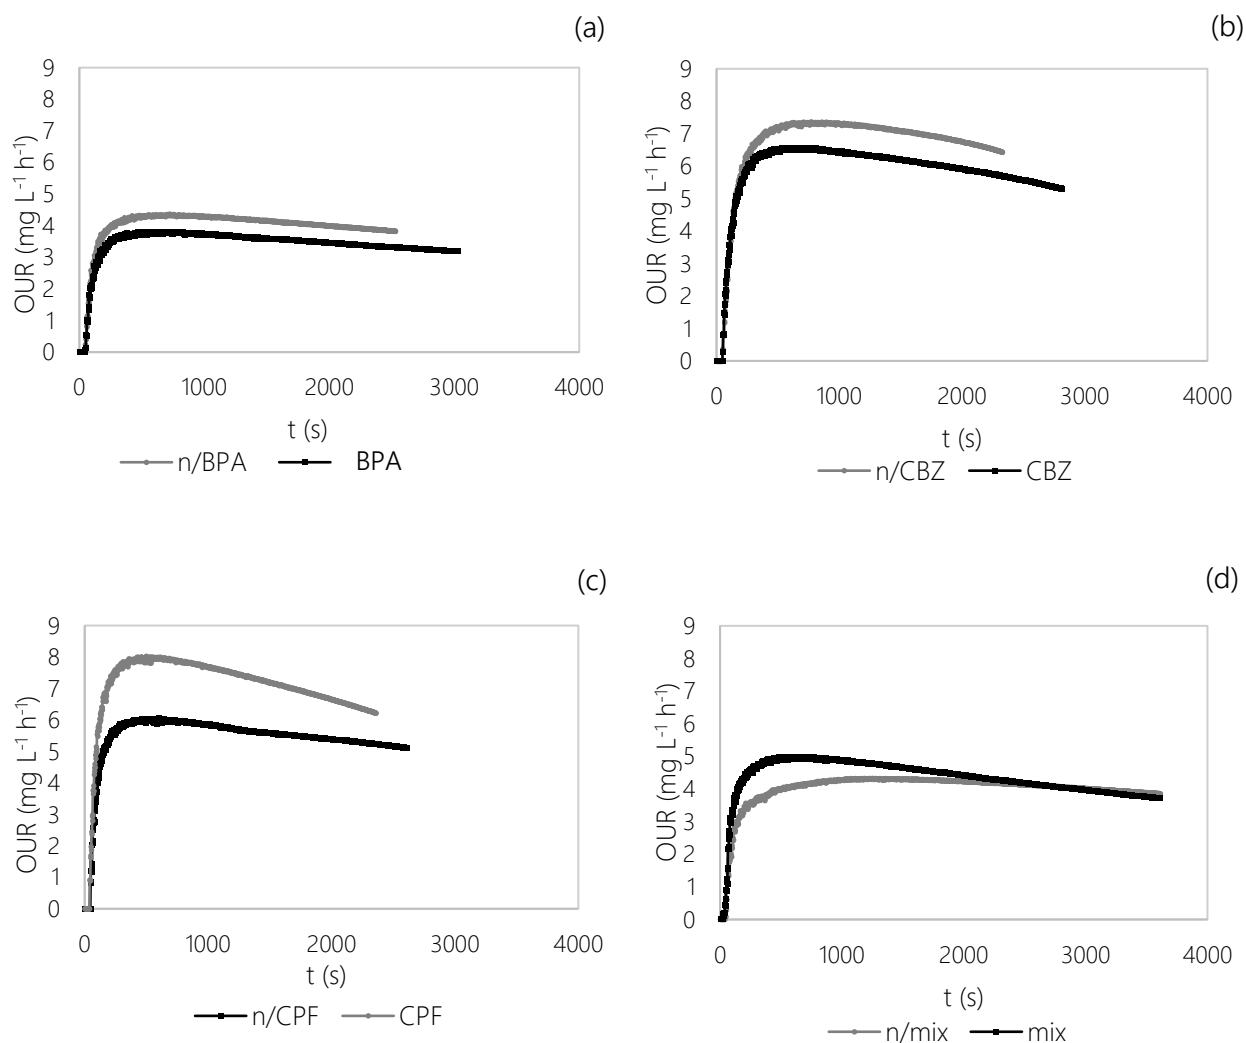 (a)
9
8
7
6
5
4
3
2
1
0
OUR (mg L⁻¹ h⁻¹)
0 1000 2000 3000 4000
t (s)
n/BPA BPA
(b)
9
8
7
6
5
4
3
2
1
0
OUR (mg L⁻¹ h⁻¹)
0 1000 2000 3000 4000
t (s)
n/CBZ CBZ
(c)
9
8
7
6
5
4
3
2
1
0
OUR (mg L⁻¹ h⁻¹)
0 1000 2000 3000 4000
t (s)
n/CPF CPF
(d)
9
8
7
6
5
4
3
2
1
0
OUR (mg L⁻¹ h⁻¹)
0 1000 2000 3000 4000
t (s)
n/mix mix